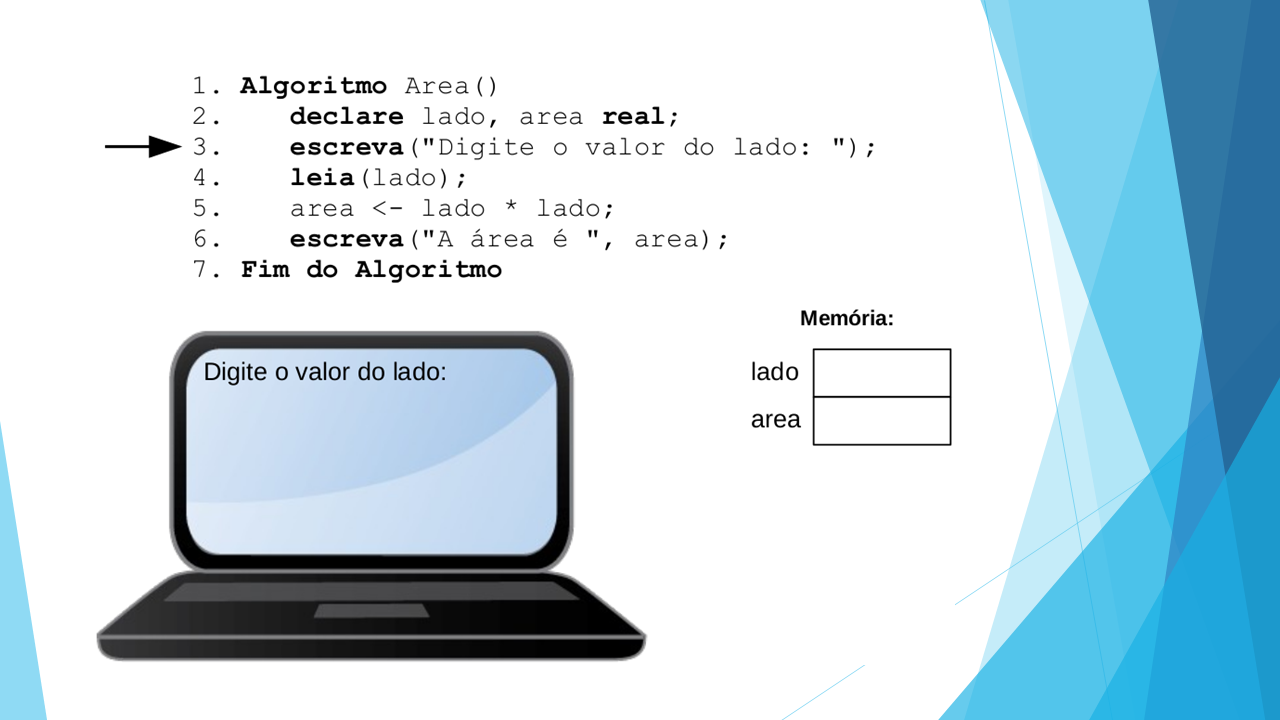 1. Algoritmo Area()
2. declare lado, area real;
3. escreva("Digite o valor do lado: ");
4. leia(lado);
5. area <- lado * lado;
6. escreva("A área é ", area);
7. Fim do Algoritmo
Memória:
Digite o valor do lado:
lado
area